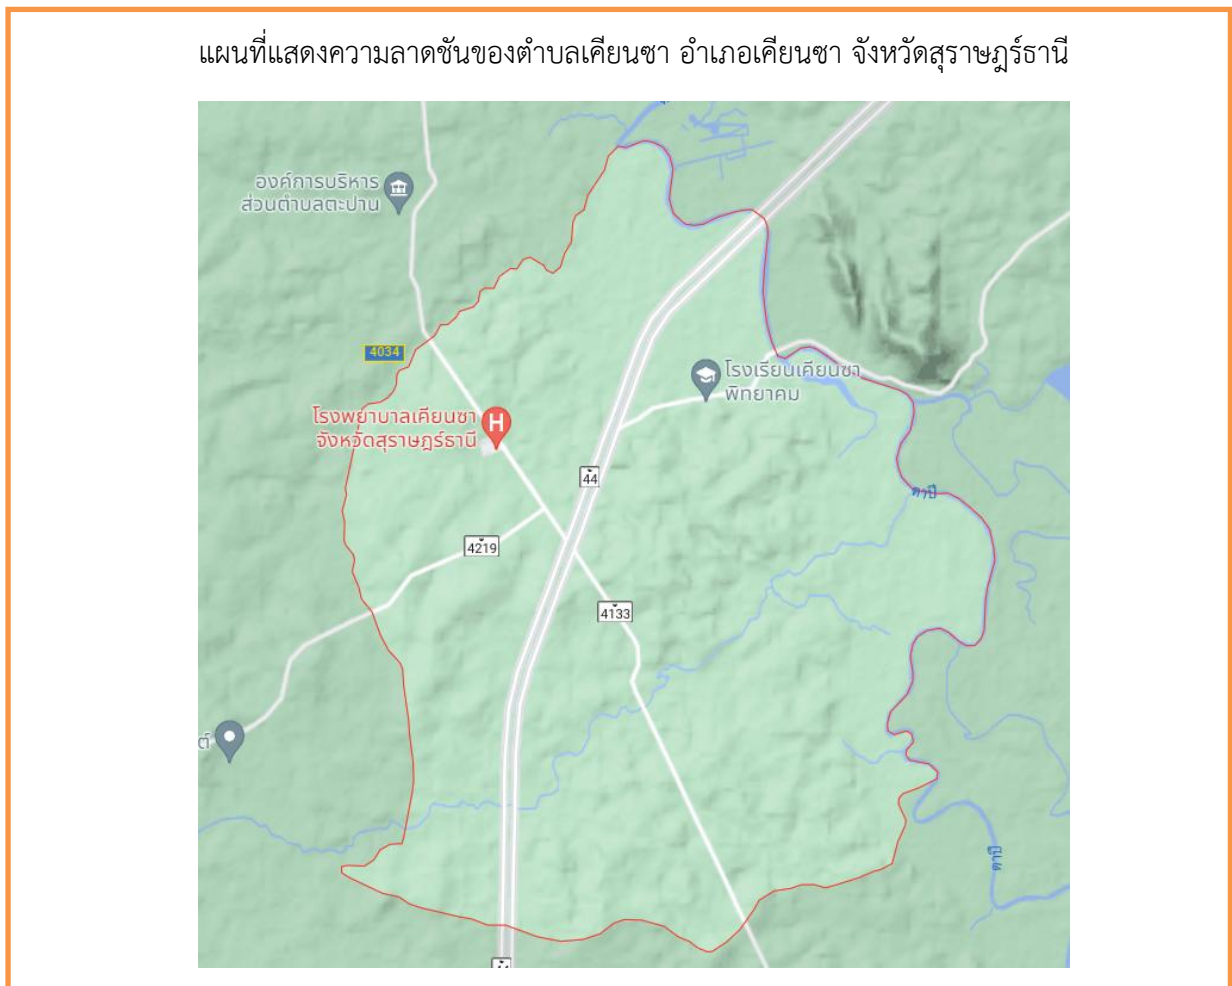 แผนที่แสดงความลาดชันของตำบลเคียนซา อำเภอเคียนซา จังหวัดสุราษฎร์ธานี
องค์การบริหาร
ส่วนตำบลตะปาน
4034
โรงเรียนเคียนซา
พิทยาคม
โรงพยาบาลเคียนซา
จังหวัดสุราษฎร์ธานี
H
44
ตาปี
4219
4133
ต์
ตาปี